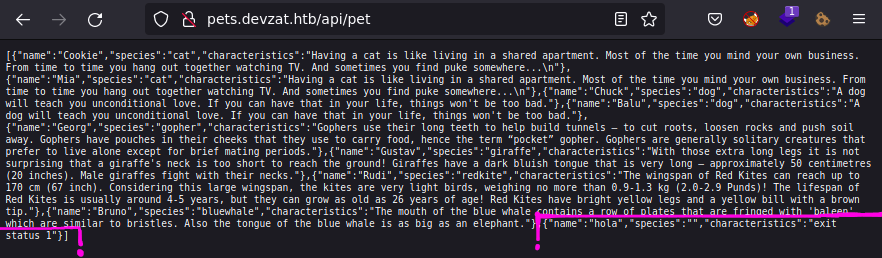 pets.devzat.htb/api/pet
1
[{"name":"Cookie","species":"cat","characteristics":"Having a cat is like living in a shared apartment. Most of the time you mind your own business.
From time to time you hang out together watching TV. And sometimes you find puke somewhere...\n"},
{"name":"Mia","species":"cat","characteristics":"Having a cat is like living in a shared apartment. Most of the time you mind your own business. From
time to time you hang out together watching TV. And sometimes you find puke somewhere...\n"},{"name":"Chuck","species":"dog","characteristics":"A dog
will teach you unconditional love. If you can have that in your life, things won't be too bad."},{"name":"Balu","species":"dog","characteristics":"A
dog will teach you unconditional love. If you can have that in your life, things won't be too bad."},
{"name":"Georg","species":"gopher","characteristics":"Gophers use their long teeth to help build tunnels – to cut roots, loosen rocks and push soil
away. Gophers have pouches in their cheeks that they use to carry food, hence the term “pocket” gopher. Gophers are generally solitary creatures that
prefer to live alone except for brief mating periods."},{"name":"Gustav","species":"giraffe","characteristics":"With those extra long legs it is not
surprising that a giraffe's neck is too short to reach the ground! Giraffes have a dark bluish tongue that is very long – approximately 50 centimetres
(20 inches). Male giraffes fight with their necks."},{"name":"Rudi","species":"redkite","characteristics":"The wingspan of Red Kites can reach up to
170 cm (67 inch). Considering this large wingspan, the kites are very light birds, weighing no more than 0.9-1.3 kg (2.0-2.9 Punds)! The lifespan of
Red Kites is usually around 4-5 years, but they can grow as old as 26 years of age! Red Kites have bright yellow legs and a yellow bill with a brown
tip."},{"name":"Bruno","species":"bluewhale","characteristics":"The mouth of the blue whale contains a row of plates that are fringed with 'baleen',
which are similar to bristles. Also the tongue of the blue whale is as big as an elephant."},{"name":"hola","species":"","characteristics":"exit
status 1"}]